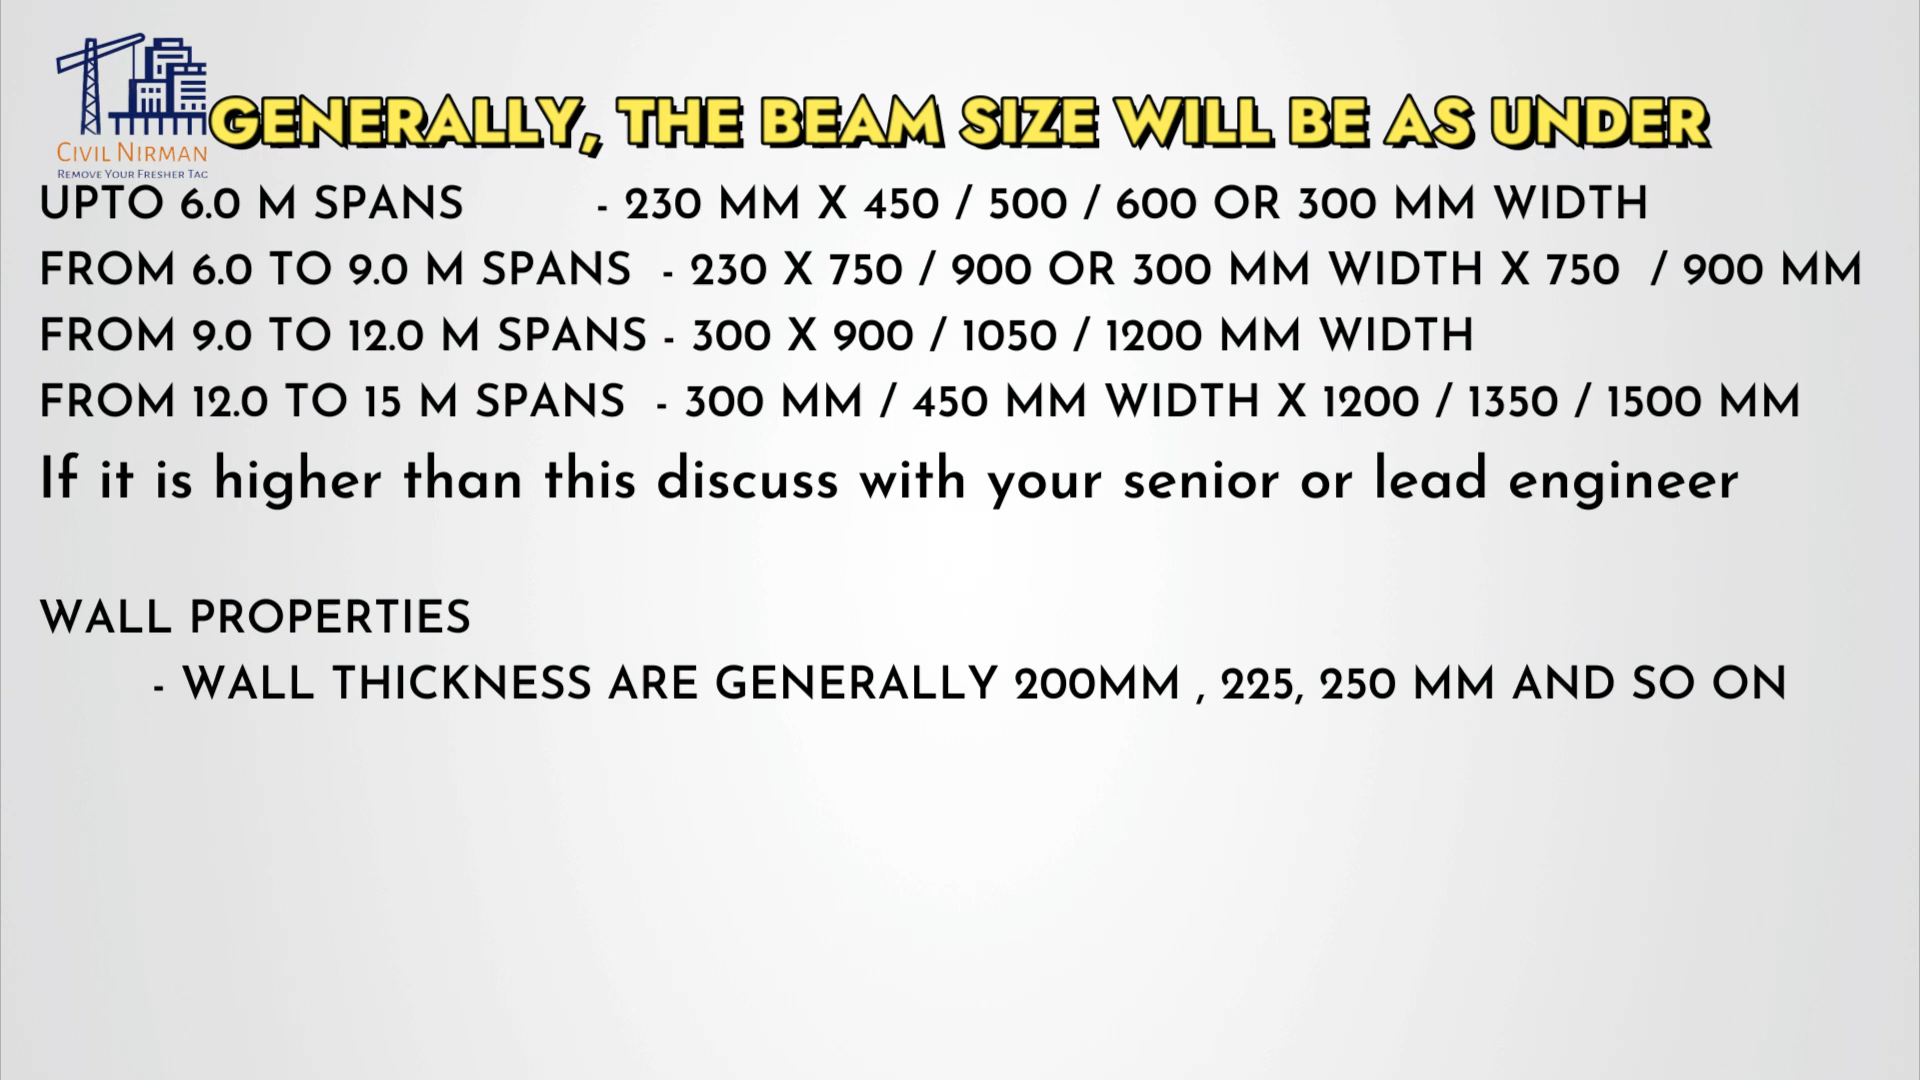 CIVIL NIRMAN
REMOVE YOUR FRESHER TAC
GENERALLY, THE BEAM SIZE WILL BE AS UNDER
UPTO 6.0 M SPANS - 230 MM X 450 / 500 / 600 OR 300 MM WIDTH
FROM 6.0 TO 9.0 M SPANS - 230 X 750 / 900 OR 300 MM WIDTH X 750 / 900 MM
FROM 9.0 TO 12.0 M SPANS - 300 X 900 / 1050 / 1200 MM WIDTH
FROM 12.0 TO 15 M SPANS - 300 MM / 450 MM WIDTH X 1200 / 1350 / 1500 MM
If it is higher than this discuss with your senior or lead engineer
WALL PROPERTIES
- WALL THICKNESS ARE GENERALLY 200MM , 225, 250 MM AND SO ON